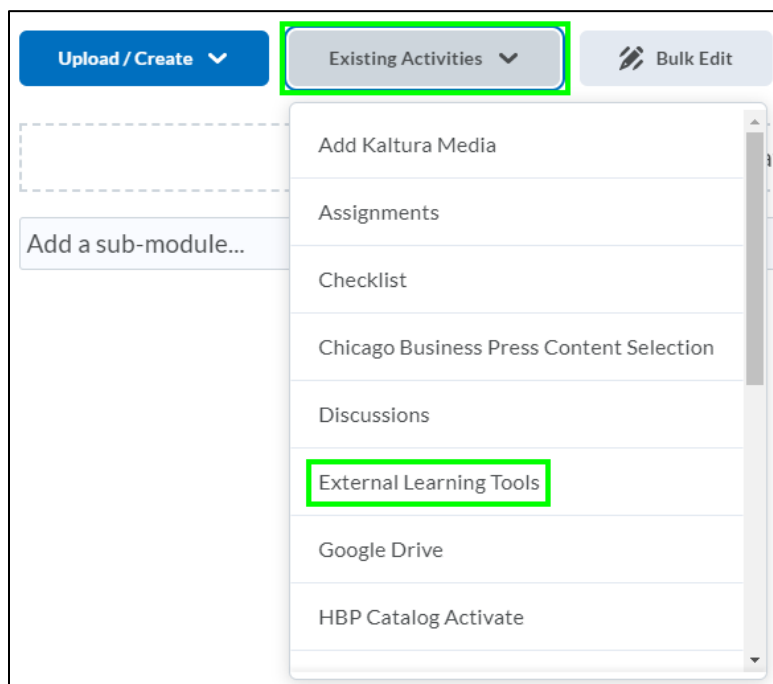 Upload / Create
Existing Activities
Bulk Edit
Add a sub-module...
Add Kaltura Media
Assignments
Checklist
Chicago Business Press Content Selection
Discussions
External Learning Tools
Google Drive
HBP Catalog Activate